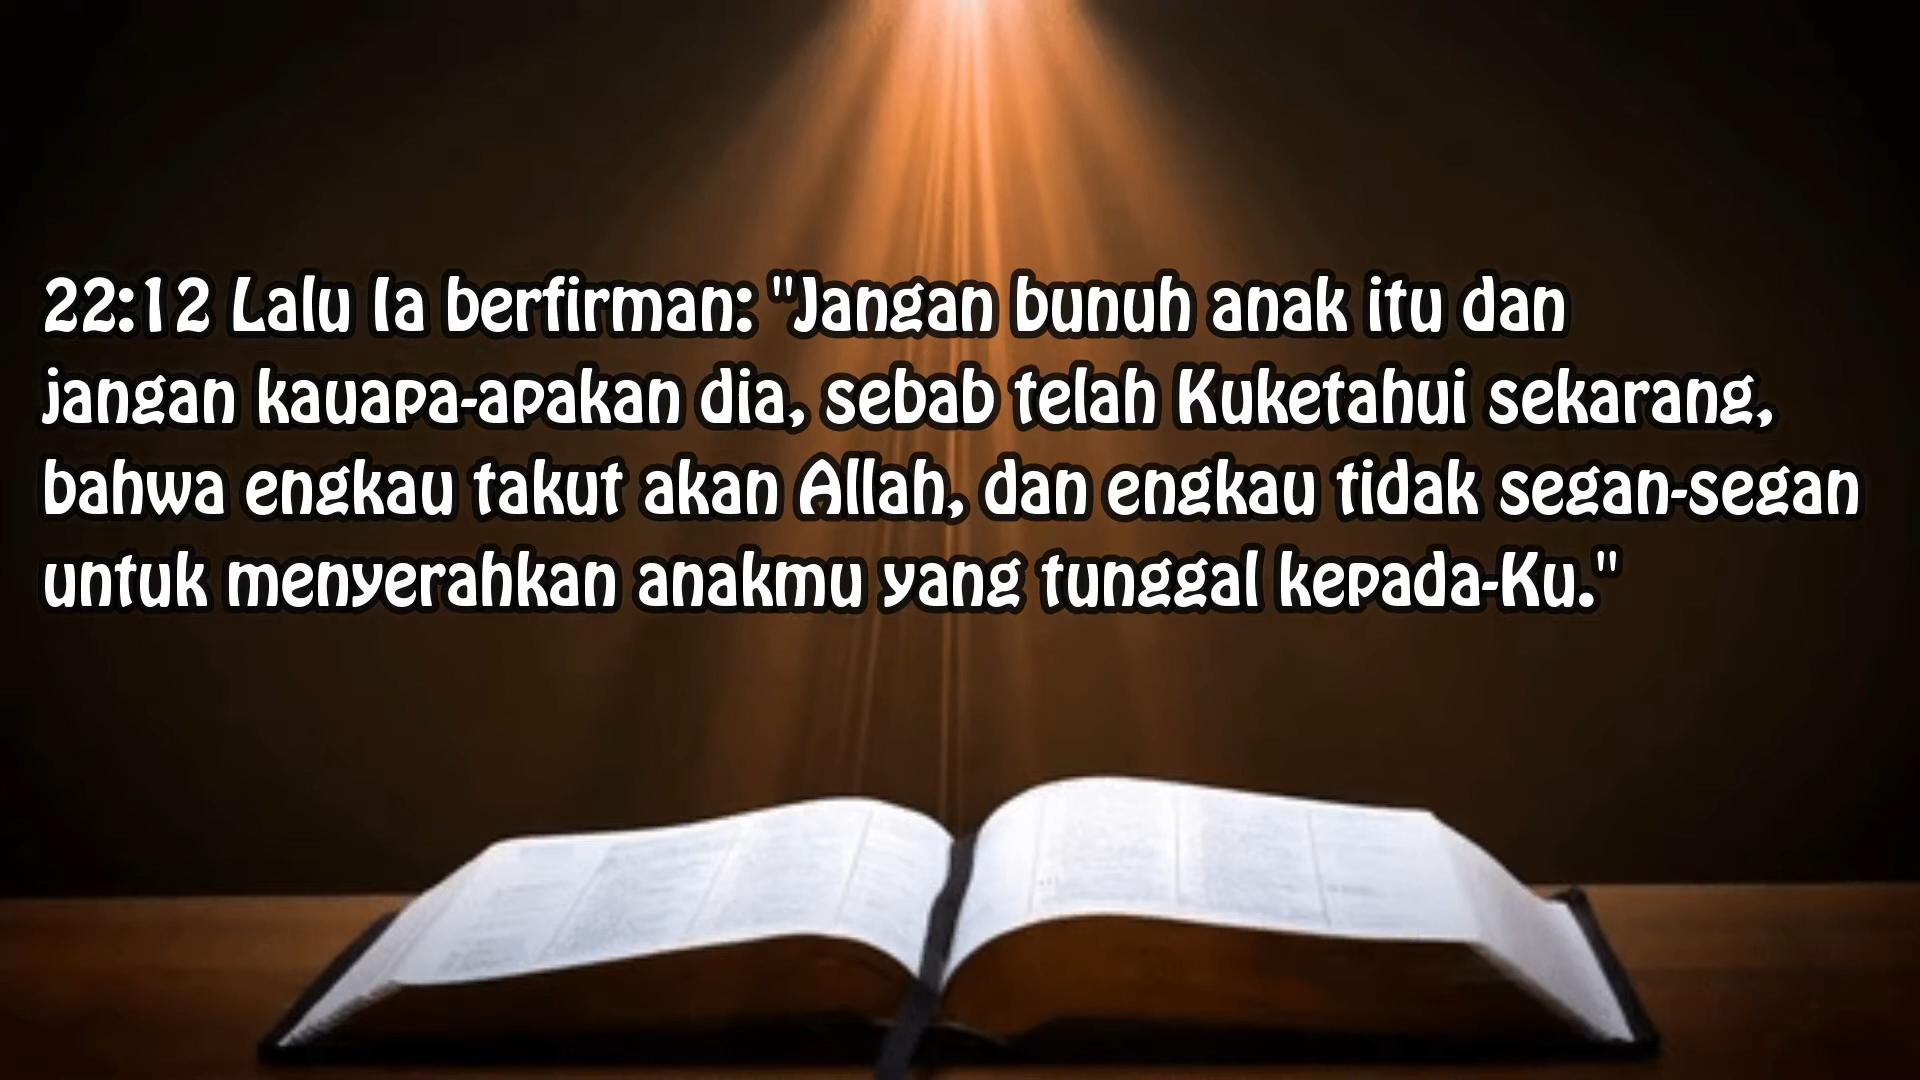 22:12 Lalu Ia berfirman: "Jangan bunuh anak itu dan
jangan kauapa-apakan dia, sebab telah Kuketahui sekarang,
bahwa engkau takut akan Allah, dan engkau tidak segan-segan
untuk menyerahkan anakmu yang tunggal kepada-Ku."